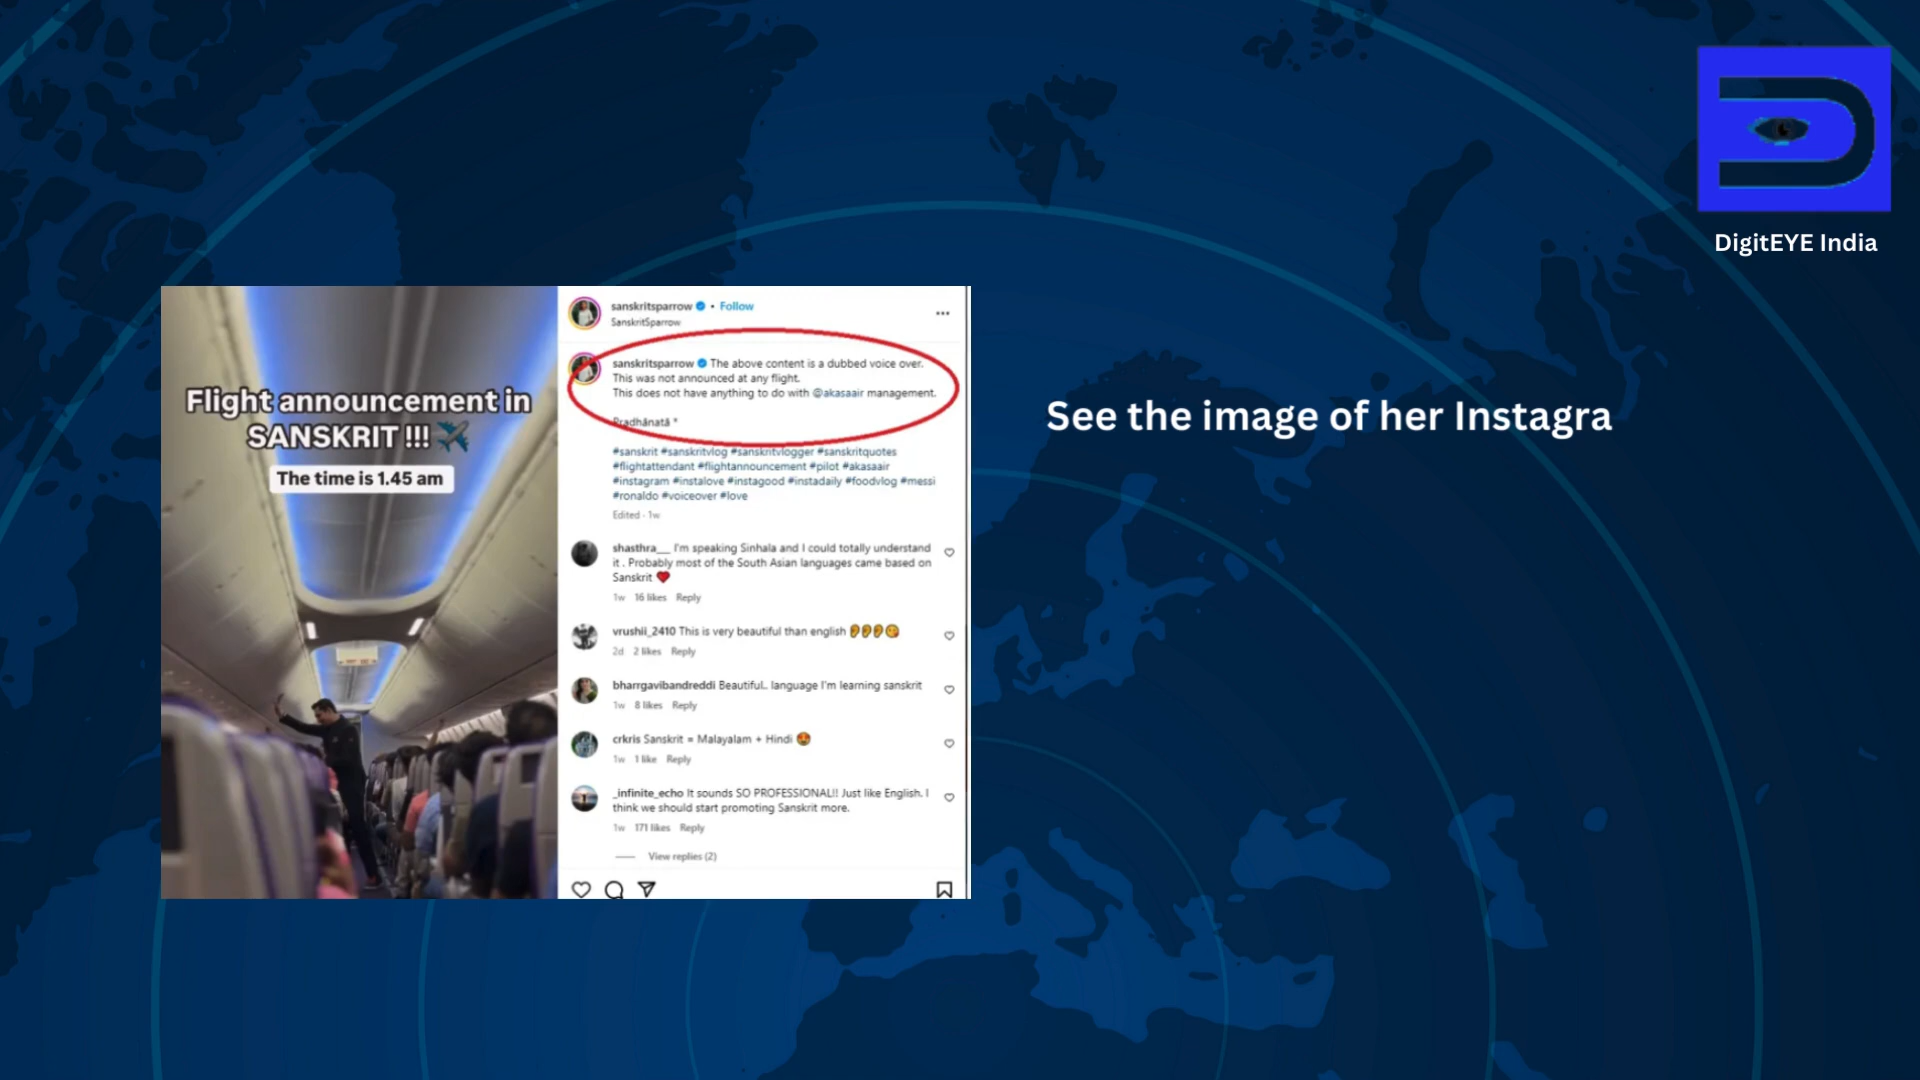 DigitEYE India
Flight announcement in
SANSKRIT !!! ✈️
The time is 1.45 am
sanskritsparrow • Follow
SanskritSparrow
sanskritsparrow The above content is a dubbed voice over.
This was not announced at any flight.
This does not have anything to do with @akasaair management.
Pradhānatā *
#sanskrit #sanskritvlog #sanskritvlogger #sanskritquotes
#flightattendant #flightannouncement #pilot #akasaair
#instagram #instalove #instagood #instadaily #foodvlog #messi
#ronaldo #voiceover #love
Edited · 1w
shasthra___ I'm speaking Sinhala and I could totally understand
it . Probably most of the South Asian languages came based on
Sanskrit ❤️
1w 16 likes Reply
vrushii_2410 This is very beautiful than english 👂👂👂😋
2d 2 likes Reply
bharrgavibandreddi Beautiful.. language I'm learning sanskrit
1w 8 likes Reply
crkris Sanskrit = Malayalam + Hindi 😍
1w 1 like Reply
_infinite_echo It sounds SO PROFESSIONAL!! Just like English. I
think we should start promoting Sanskrit more.
1w 171 likes Reply
View replies (2)
See the image of her Instagra